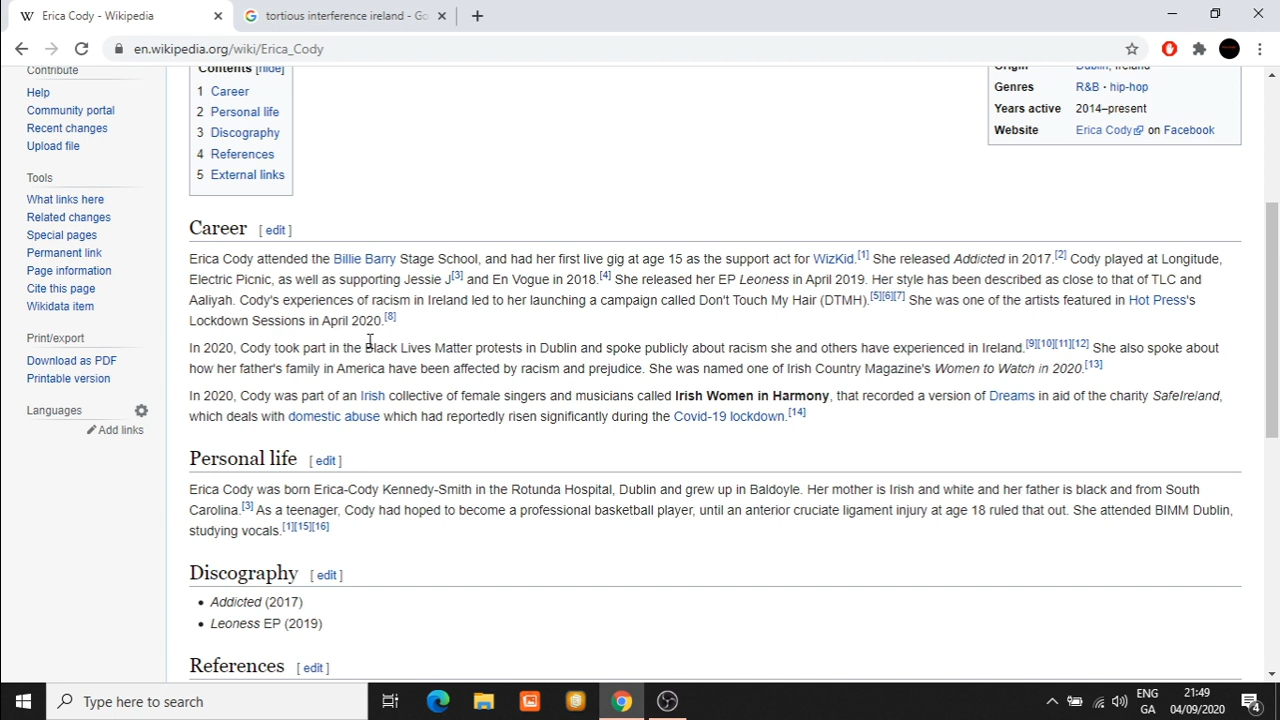 Erica Cody - Wikipedia
tortious interference ireland - Go
en.wikipedia.org/wiki/Erica_Cody
Contribute
Help
Community portal
Recent changes
Upload file
Tools
What links here
Related changes
Special pages
Permanent link
Page information
Cite this page
Wikidata item
Print/export
Download as PDF
Printable version
Languages
Add links
Contents [hide]
1 Career
2 Personal life
3 Discography
4 References
5 External links
Origin Dublin, Ireland
Genres R&B · hip-hop
Years active 2014–present
Website Erica Cody on Facebook
Career [ edit ]
Erica Cody attended the Billie Barry Stage School, and had her first live gig at age 15 as the support act for WizKid.[1] She released Addicted in 2017.[2] Cody played at Longitude,
Electric Picnic, as well as supporting Jessie J[3] and En Vogue in 2018.[4] She released her EP Leoness in April 2019. Her style has been described as close to that of TLC and
Aaliyah. Cody's experiences of racism in Ireland led to her launching a campaign called Don't Touch My Hair (DTMH).[5][6][7] She was one of the artists featured in Hot Press's
Lockdown Sessions in April 2020.[8]
In 2020, Cody took part in the Black Lives Matter protests in Dublin and spoke publicly about racism she and others have experienced in Ireland.[9][10][11][12] She also spoke about
how her father's family in America have been affected by racism and prejudice. She was named one of Irish Country Magazine's Women to Watch in 2020.[13]
In 2020, Cody was part of an Irish collective of female singers and musicians called Irish Women in Harmony, that recorded a version of Dreams in aid of the charity SafeIreland,
which deals with domestic abuse which had reportedly risen significantly during the Covid-19 lockdown.[14]
Personal life [ edit ]
Erica Cody was born Erica-Cody Kennedy-Smith in the Rotunda Hospital, Dublin and grew up in Baldoyle. Her mother is Irish and white and her father is black and from South
Carolina.[3] As a teenager, Cody had hoped to become a professional basketball player, until an anterior cruciate ligament injury at age 18 ruled that out. She attended BIMM Dublin,
studying vocals.[1][15][16]
Discography [ edit ]
Addicted (2017)
Leoness EP (2019)
References [ edit ]
Type here to search
ENG
GA
21:49
04/09/2020
4